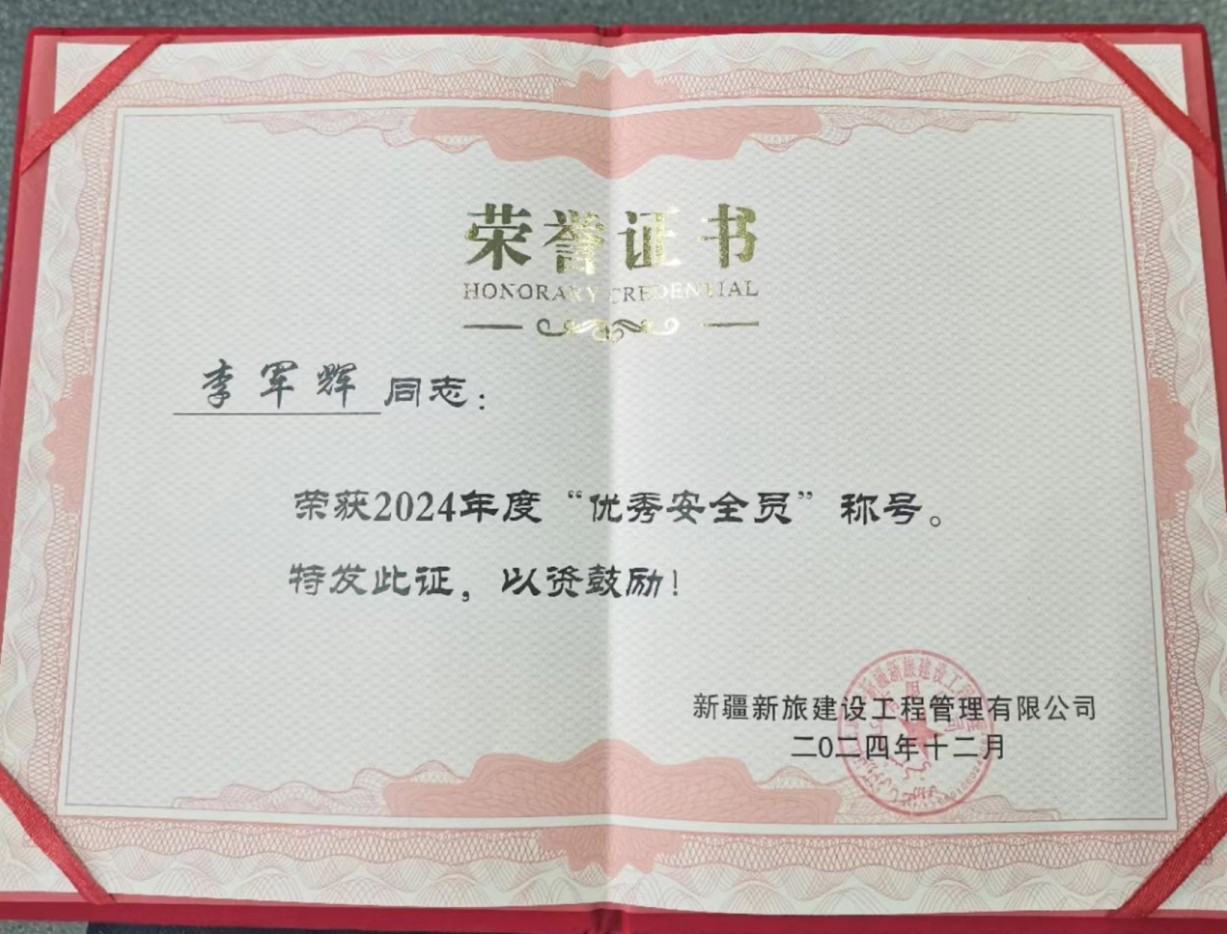 荣誉证书
HONORARY CREDENTIAL
李军辉 同志：
荣获2024年度“优秀安全员”称号。
特发此证，以资鼓励！
新疆新旅建设工程管理有限公司
二0二四年十二月